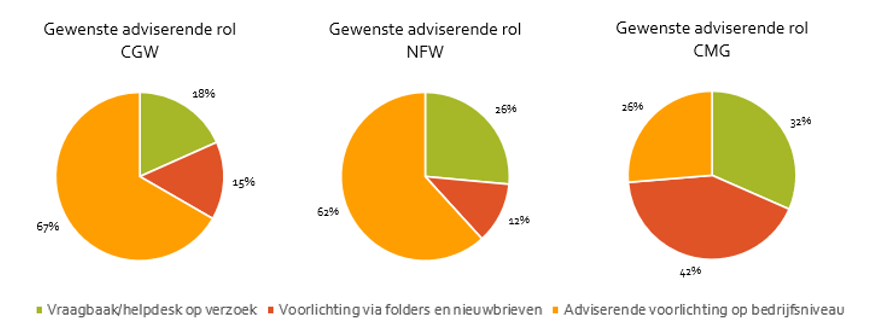 Gewenste adviserende rol
CGW
18%
15%
67%
Gewenste adviserende rol
NFW
26%
12%
62%
Gewenste adviserende rol
CMG
26%
32%
42%
Vraagbaak/helpdesk op verzoek Voorlichting via folders en nieuwbrieven Adviserende voorlichting op bedrijfsniveau